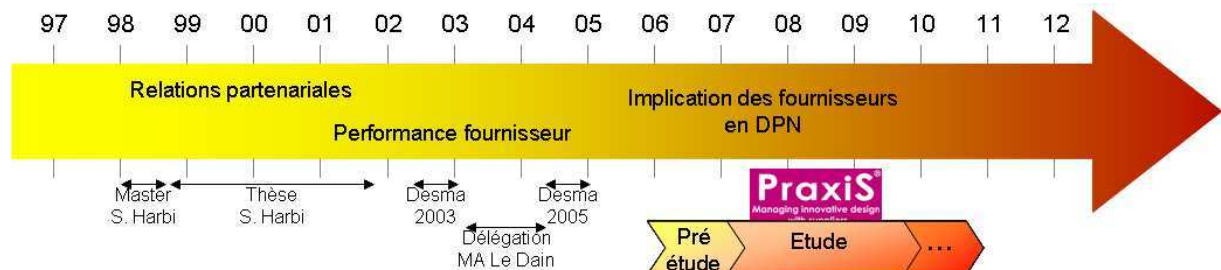 97 98 99 00 01 02 03 04 05 06 07 08 09 10 11 12
Relations partenariales
Performance fournisseur
Implication des fournisseurs
en DPN
Master
S. Harbi
Thèse
S. Harbi
Desma
2003
Délégation
MA Le Dain
Desma
2005
PraxiS®
Managing innovative design
with suppliers
Pré
étude
Etude
...